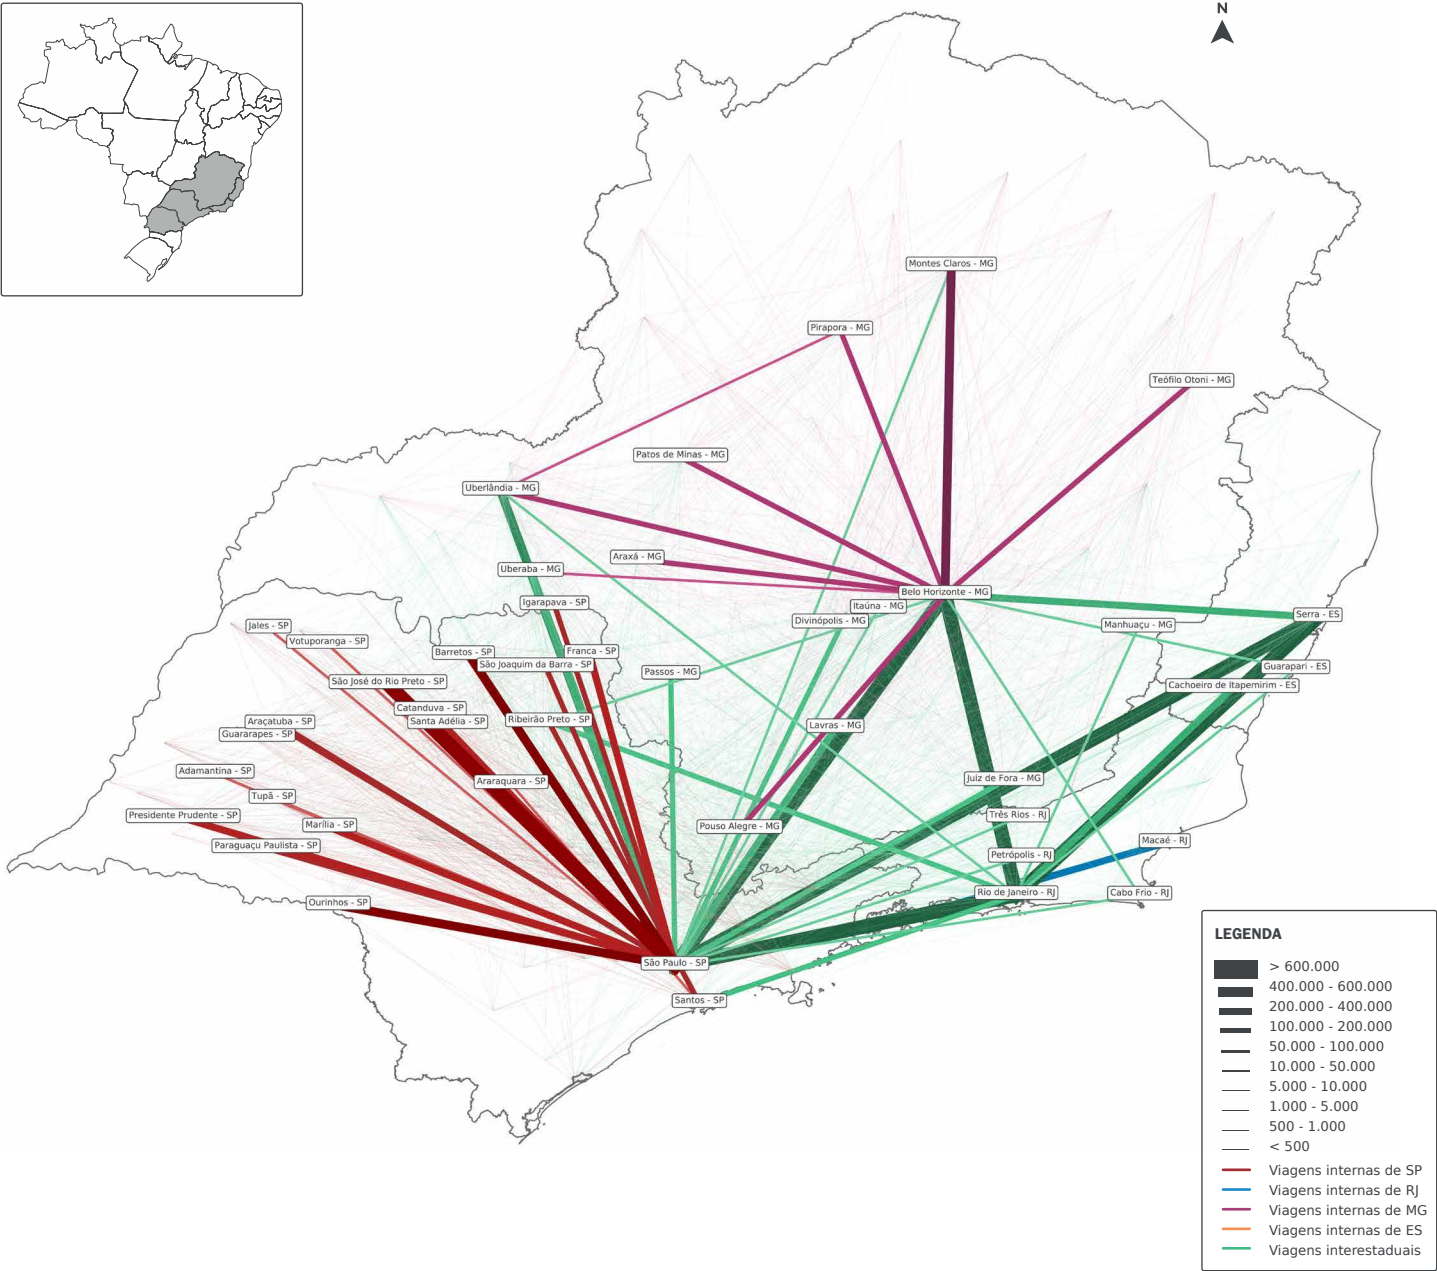 N
Montes Claros - MG
Pirapora - MG
Teófilo Otoni - MG
Patos de Minas - MG
Uberlândia - MG
Araxá - MG
Uberaba - MG
Belo Horizonte - MG
Igarapava - SP
Itaúna - MG
Serra - ES
Divinópolis - MG
Manhuaçu - MG
Jales - SP
Votuporanga - SP
Barretos - SP
Franca - SP
São Joaquim da Barra - SP
Guarapari - ES
Passos - MG
São José do Rio Preto - SP
Cachoeiro de Itapemirim - ES
Catanduva - SP
Araçatuba - SP
Santa Adélia - SP
Ribeirão Preto - SP
Lavras - MG
Guararapes - SP
Adamantina - SP
Araraquara - SP
Juiz de Fora - MG
Tupã - SP
Presidente Prudente - SP
Três Rios - RJ
Marília - SP
Pouso Alegre - MG
Macaé - RJ
Paraguaçu Paulista - SP
Petrópolis - RJ
Rio de Janeiro - RJ
Cabo Frio - RJ
Ourinhos - SP
São Paulo - SP
Santos - SP
LEGENDA
> 600.000
400.000 - 600.000
200.000 - 400.000
100.000 - 200.000
50.000 - 100.000
10.000 - 50.000
5.000 - 10.000
1.000 - 5.000
500 - 1.000
< 500
Viagens internas de SP
Viagens internas de RJ
Viagens internas de MG
Viagens internas de ES
Viagens interestaduais